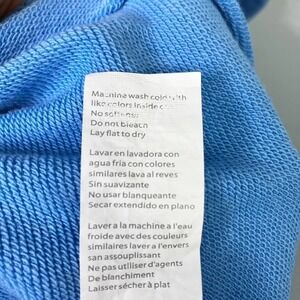 Machine wash cold with
like colors inside
No softener
Do not bleach
Lay flat to dry
Lavar en lavadora con
agua fria con colores
similares lava al reves
Sin suavizante
No usar blanqueante
Secar extendido en plano
Laver a la machine a l'eau
froide avec des couleurs
similaires laver a l'envers
san assouplissant
Ne pas utiliser d'agents
De blanchiment
Laisser sécher à plat